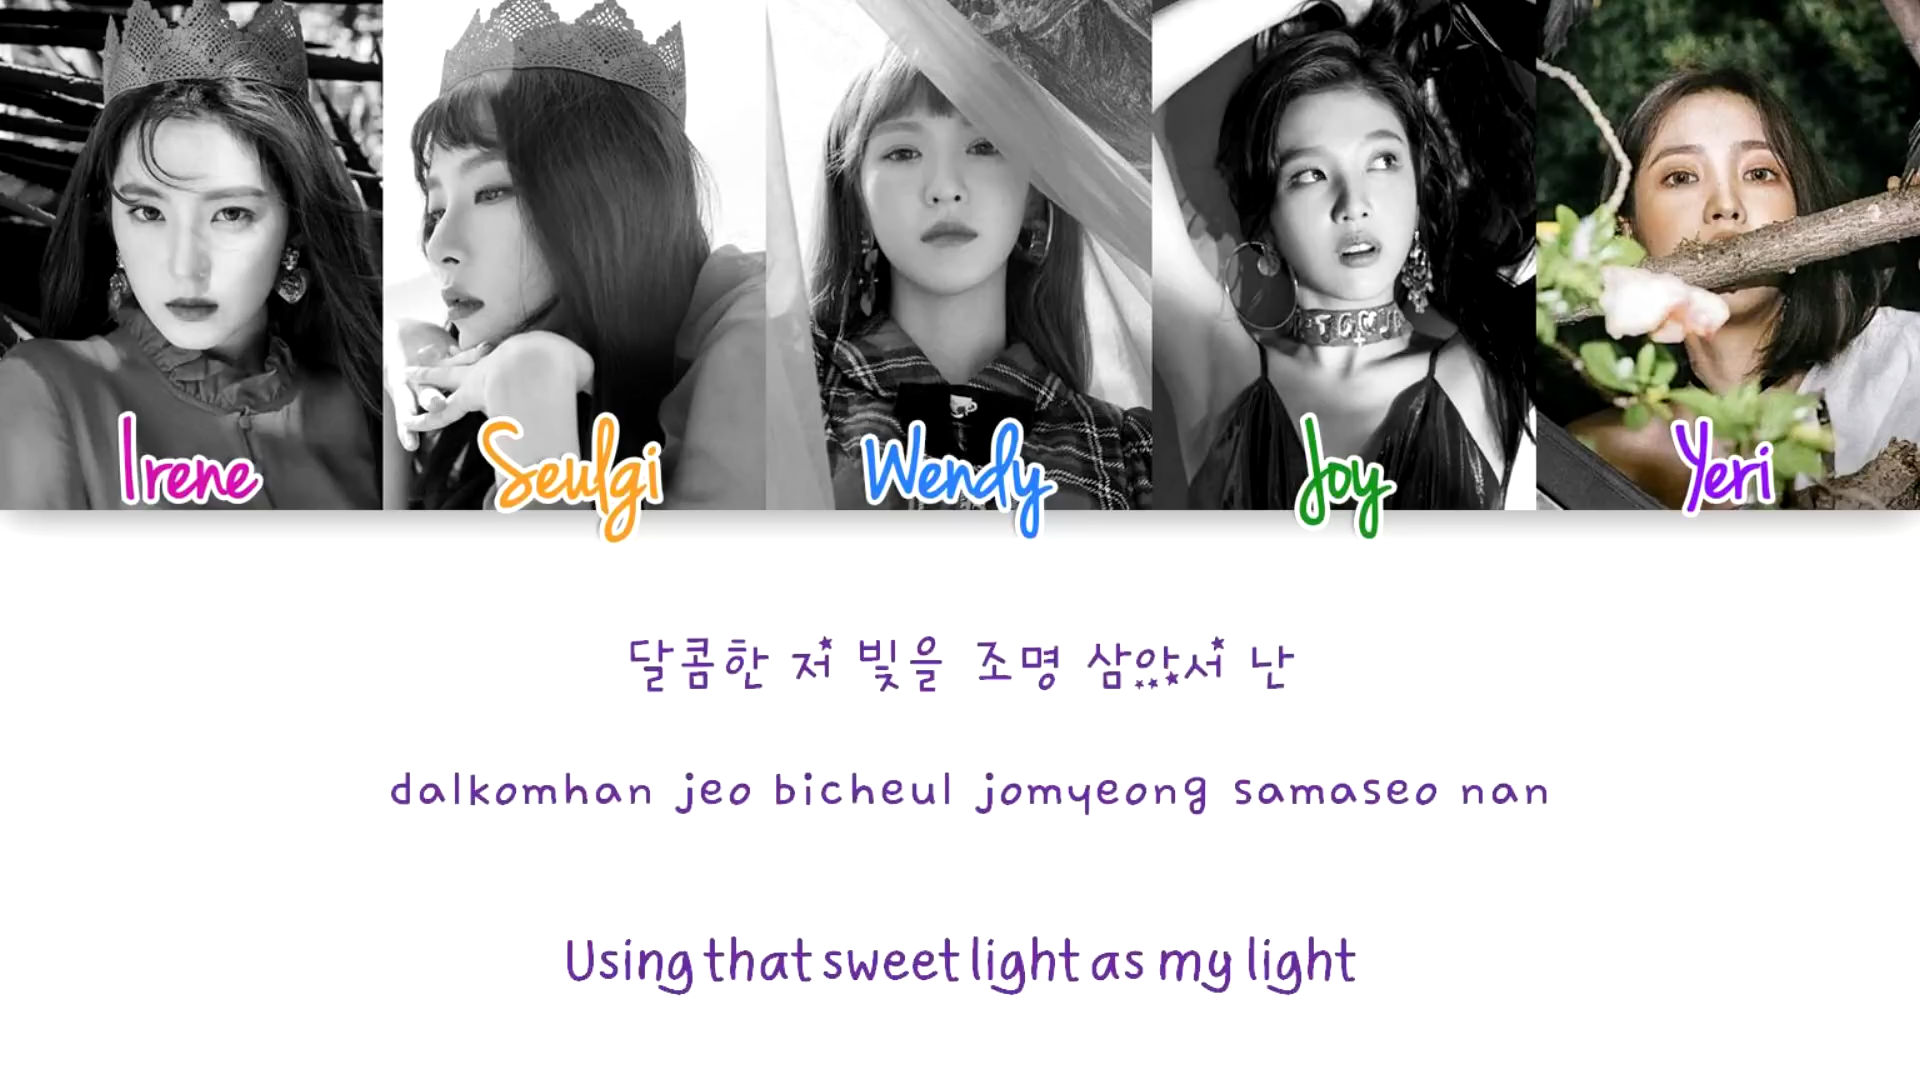 Irene Seulgi Wendy Joy Yeri
달콤한 저 빛을 조명 삼았서 난
dalkomhan jeo bicheul jomyeong samaseo nan
Using that sweet light as my light